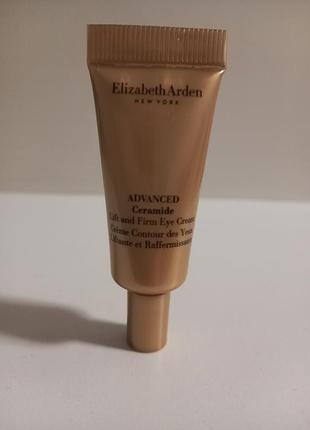 Elizabeth Arden
NEW YORK
ADVANCED
Ceramide
Lift and Firm Eye Cream
Crème Contour des Yeux
Liftante et Raffermissante